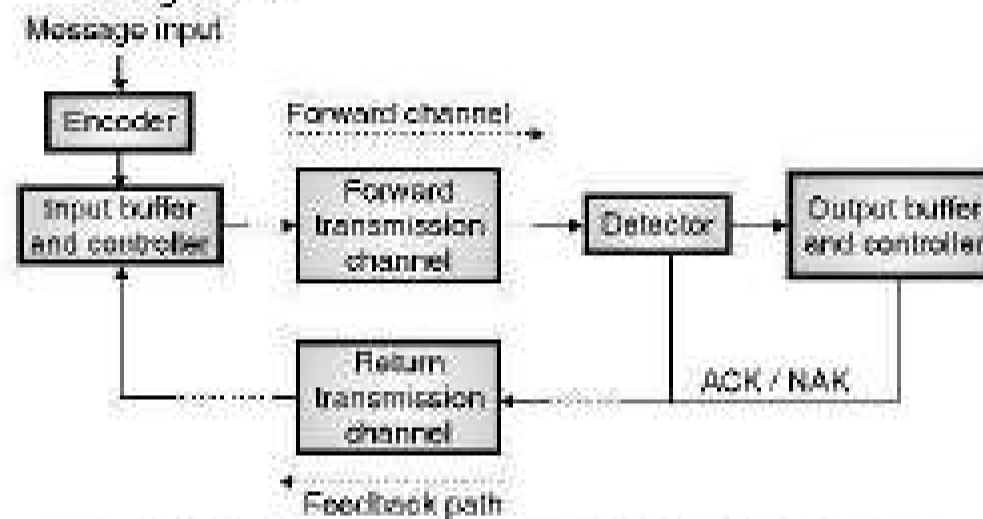 Message input
Encoder
Forward channel
Input buffer
and controller
Forward
transmission
channel
Detector
Output buffer
and controller
Return
transmission
channel
ACK / NAK
Feedback path